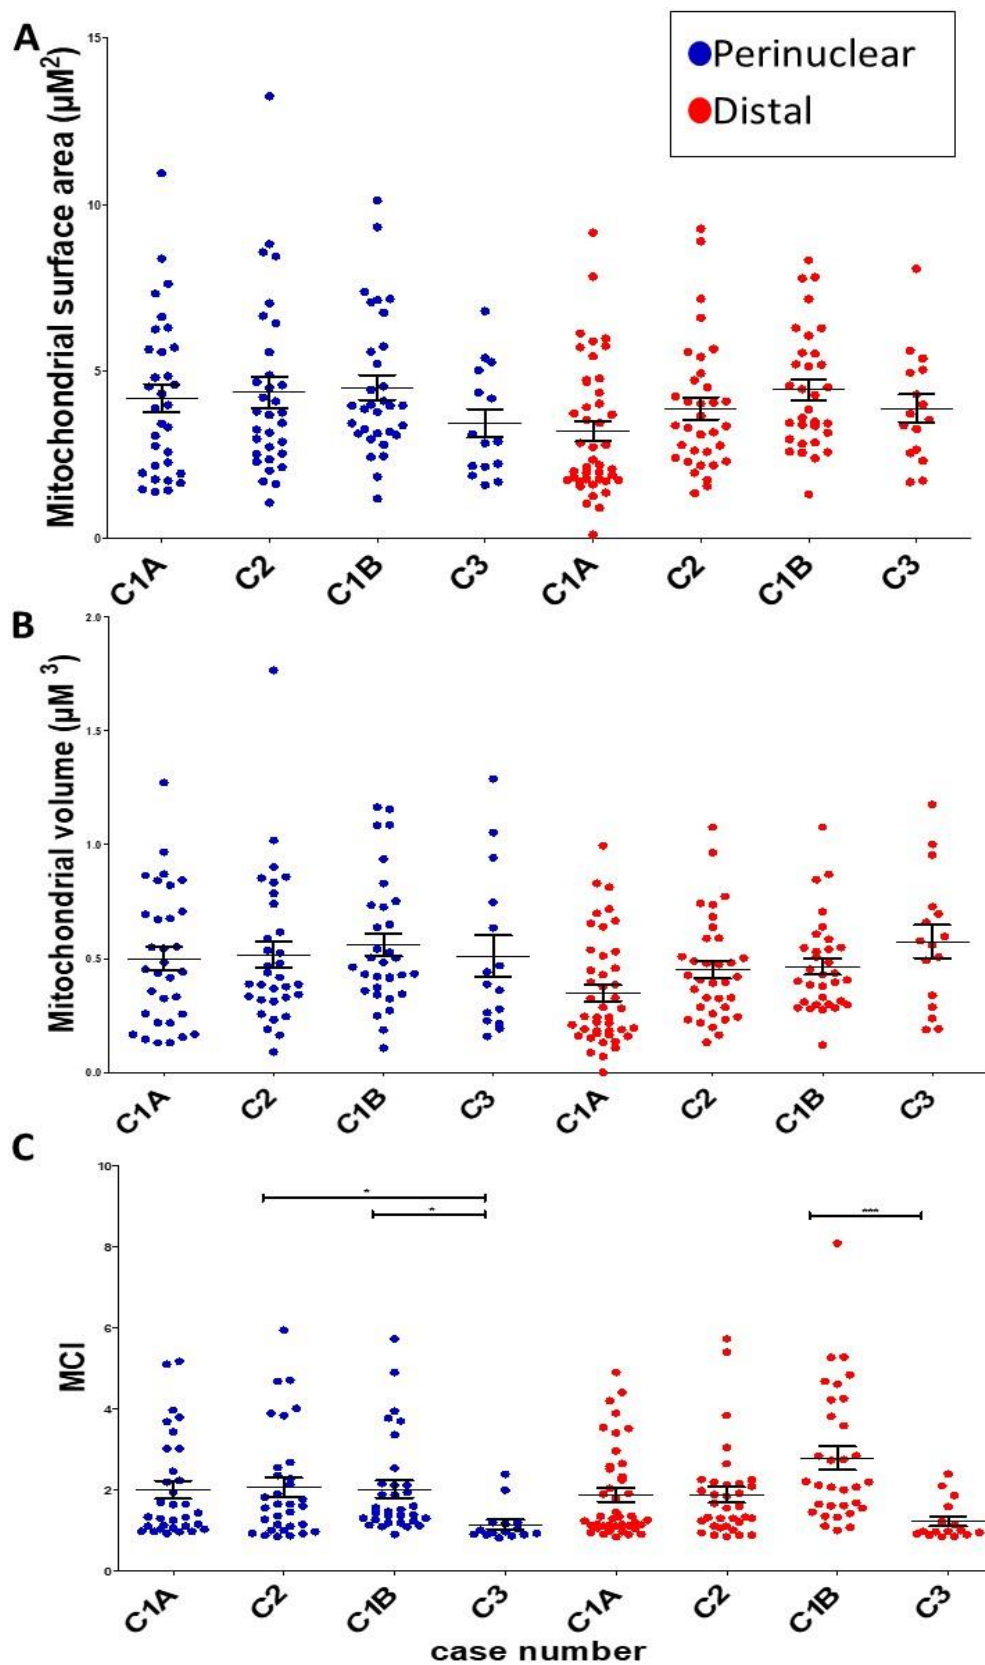 A
Mitochondrial surface area (µM²)
15
10
5
0
Perinuclear
Distal
C1A
C2
C1B
C3
C1A
C2
C1B
C3
B
Mitochondrial volume (µM ³)
2.0
1.5
1.0
0.5
0.0
C1A
C2
C1B
C3
C1A
C2
C1B
C3
C
MCI
10
8
6
4
2
0
*
*
***
C1A
C2
C1B
C3
C1A
C2
C1B
C3
case number